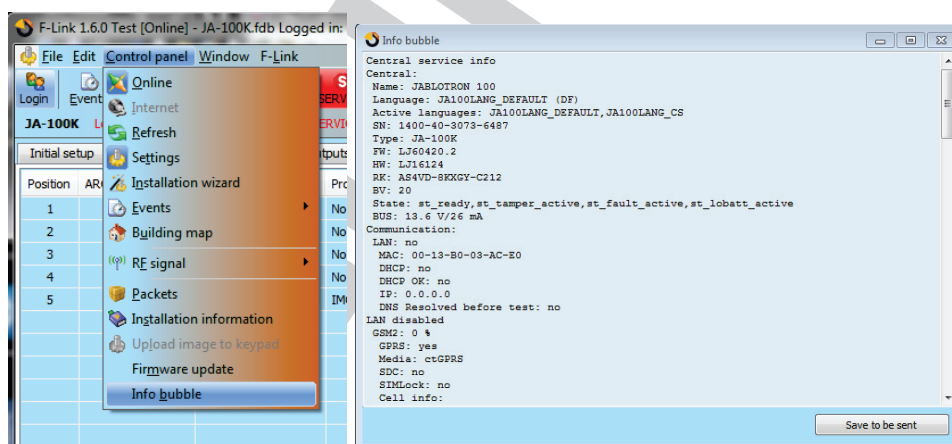 F-Link 1.6.0 Test [Online] - JA-100K.fdb Logged in:
File Edit Control panel Window F-Link
Login
JA-100K
Initial setup
Position
1
2
3
4
5
Online
Internet
Refresh
Settings
Installation wizard
Events
Building map
RF signal
Packets
Installation information
Upload image to keypad
Firmware update
Info bubble
No
No
No
No
Info bubble
Central service info
Central:
Name: JABLOTRON 100
Language: JA100LANG_DEFAULT (DF)
Active languages: JA100LANG_DEFAULT,JA100LANG_CS
SN: 1400-40-3073-6487
Type: JA-100K
FW: LJ60420.2
HW: LJ16124
RK: AS4VD-8KXGY-C212
BV: 20
State: st_ready,st_tamper_active,st_fault_active,st_lobatt_active
BUS: 13.6 V/26 mA
Communication:
LAN: no
MAC: 00-13-B0-03-AC-E0
DHCP: no
DHCP OK: no
IP: 0.0.0.0
DNS Resolved before test: no
LAN disabled
GSM2: 0 %
GPRS: yes
Media: ctGPRS
SDC: no
SIMLock: no
Cell info:
Save to be sent